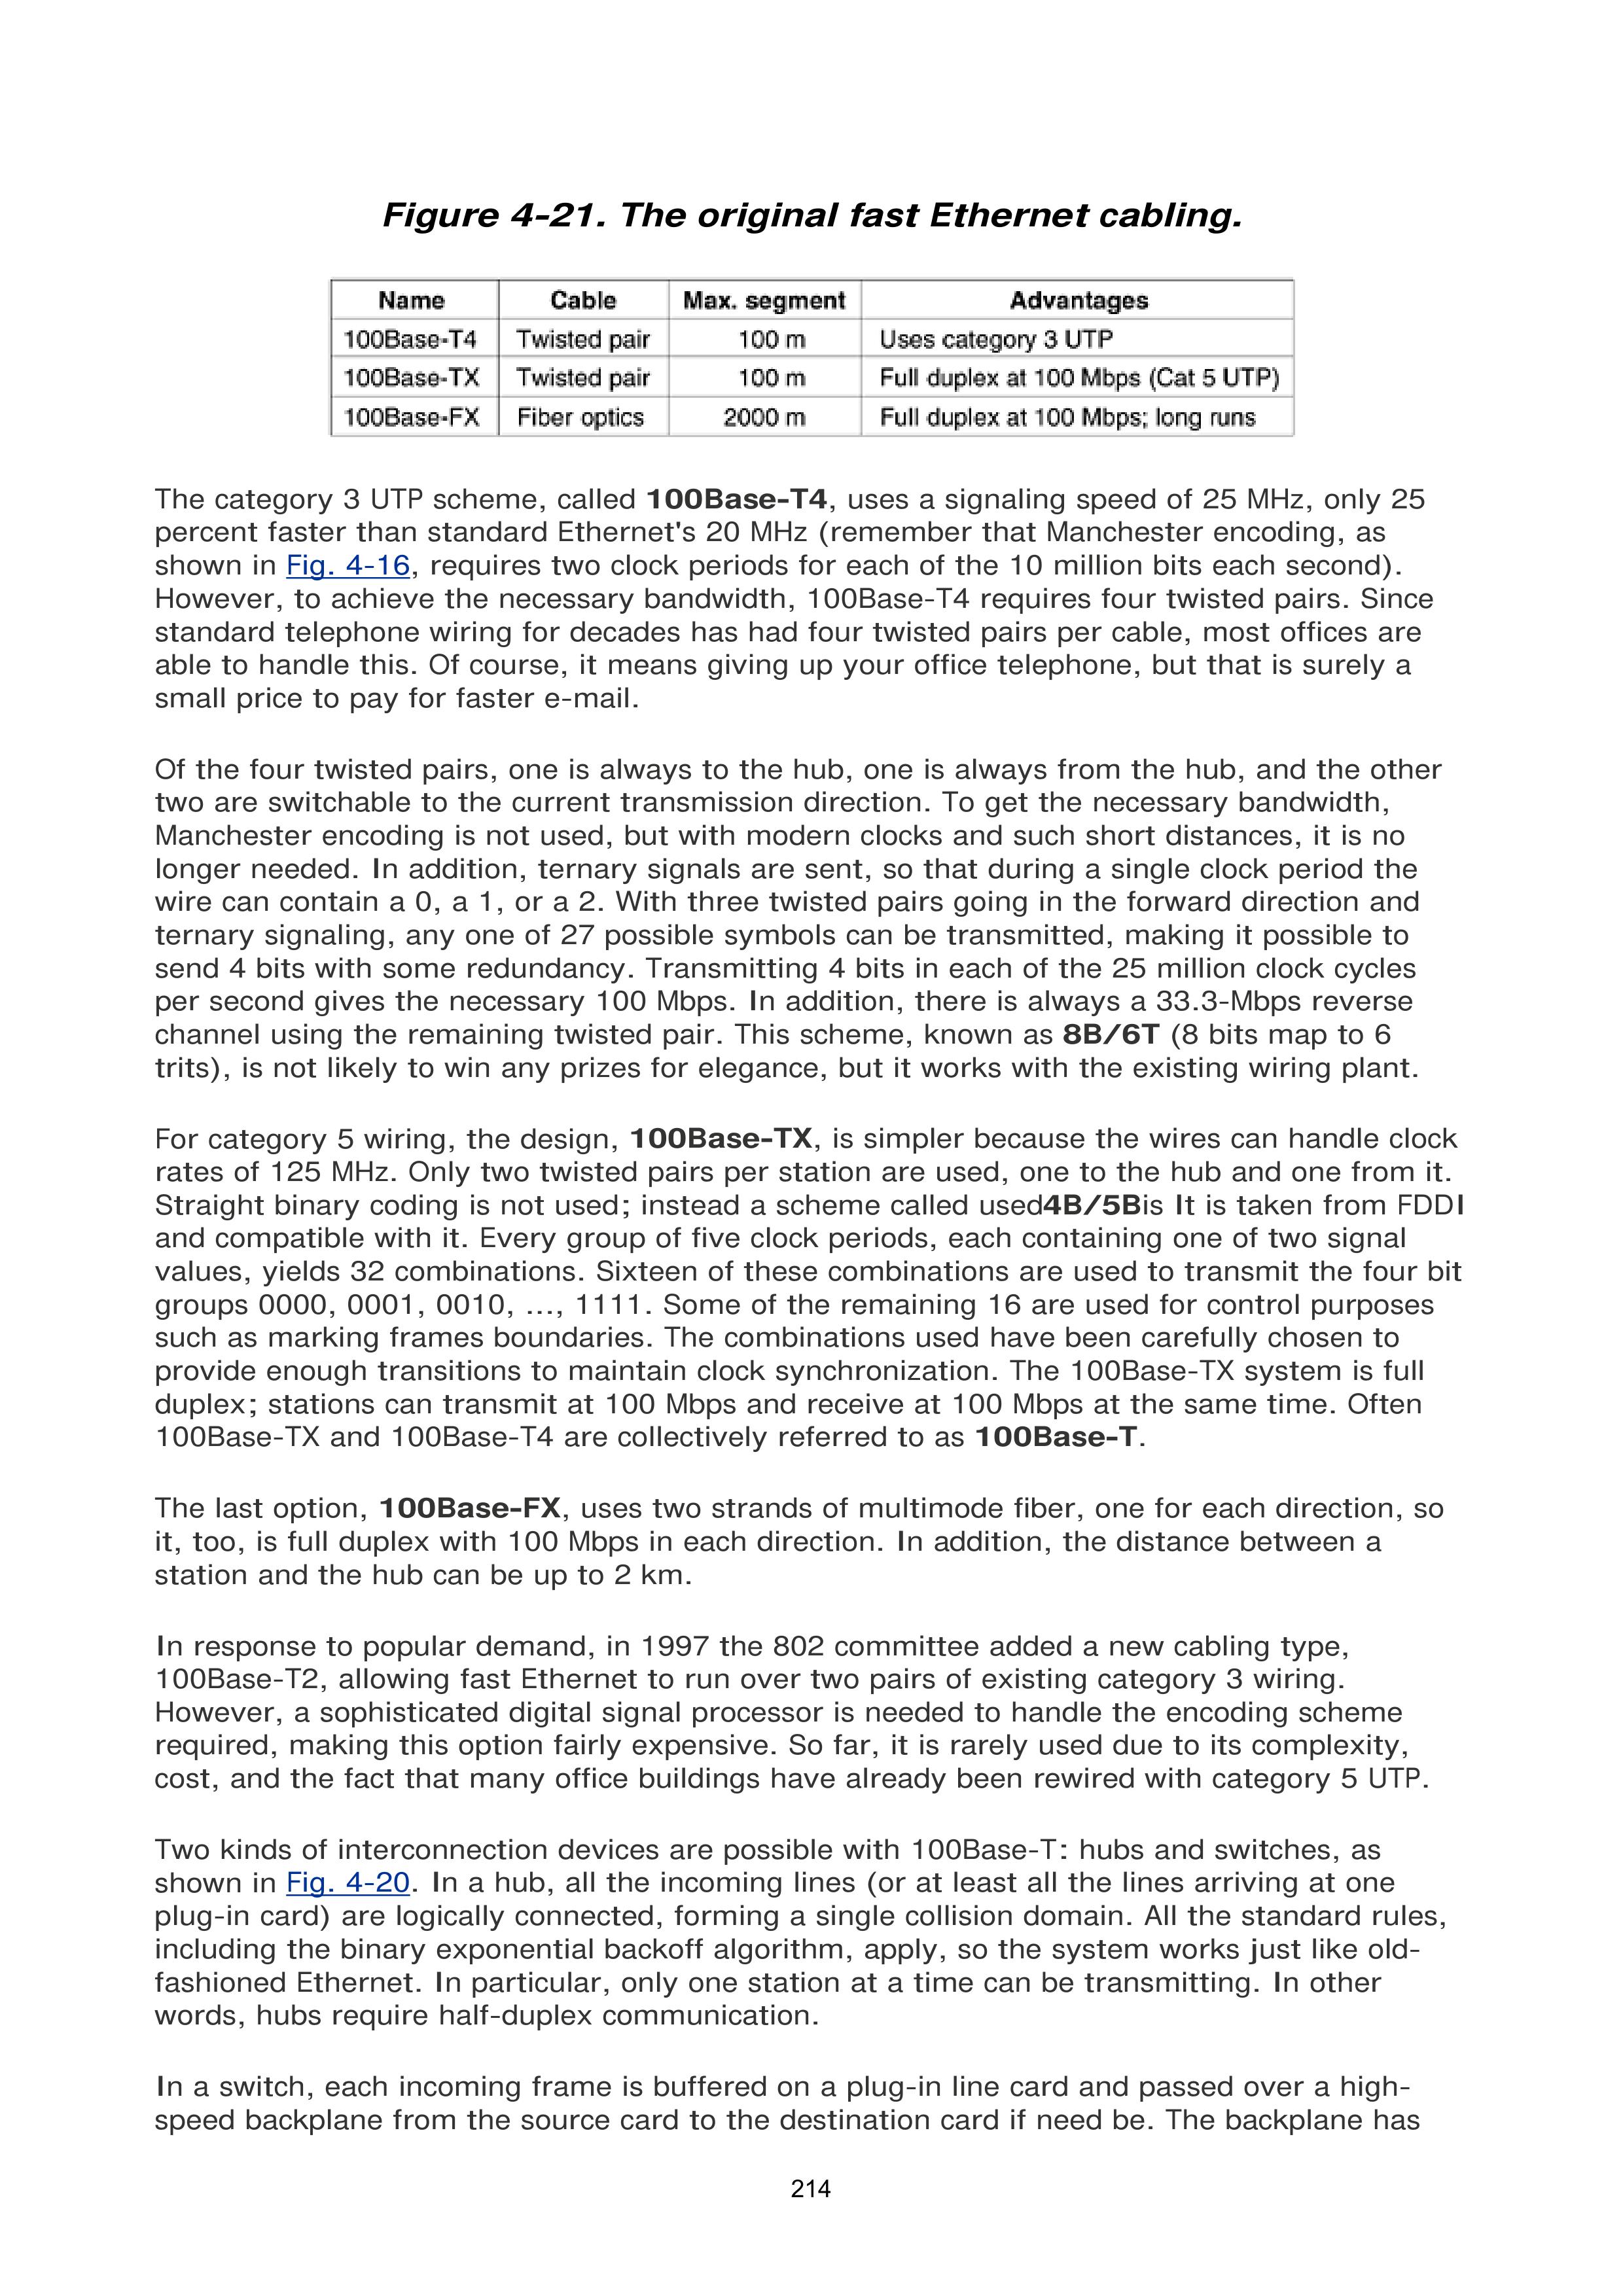 Figure 4-21. The original fast Ethernet cabling.
Name Cable Max. segment Advantages
100Base-T4 Twisted pair 100 m Uses category 3 UTP
100Base-TX Twisted pair 100 m Full duplex at 100 Mbps (Cat 5 UTP)
100Base-FX Fiber optics 2000 m Full duplex at 100 Mbps; long runs
The category 3 UTP scheme, called 100Base-T4, uses a signaling speed of 25 MHz, only 25
percent faster than standard Ethernet's 20 MHz (remember that Manchester encoding, as
shown in Fig. 4-16, requires two clock periods for each of the 10 million bits each second).
However, to achieve the necessary bandwidth, 100Base-T4 requires four twisted pairs. Since
standard telephone wiring for decades has had four twisted pairs per cable, most offices are
able to handle this. Of course, it means giving up your office telephone, but that is surely a
small price to pay for faster e-mail.
Of the four twisted pairs, one is always to the hub, one is always from the hub, and the other
two are switchable to the current transmission direction. To get the necessary bandwidth,
Manchester encoding is not used, but with modern clocks and such short distances, it is no
longer needed. In addition, ternary signals are sent, so that during a single clock period the
wire can contain a 0, a 1, or a 2. With three twisted pairs going in the forward direction and
ternary signaling, any one of 27 possible symbols can be transmitted, making it possible to
send 4 bits with some redundancy. Transmitting 4 bits in each of the 25 million clock cycles
per second gives the necessary 100 Mbps. In addition, there is always a 33.3-Mbps reverse
channel using the remaining twisted pair. This scheme, known as 8B/6T (8 bits map to 6
trits), is not likely to win any prizes for elegance, but it works with the existing wiring plant.
For category 5 wiring, the design, 100Base-TX, is simpler because the wires can handle clock
rates of 125 MHz. Only two twisted pairs per station are used, one to the hub and one from it.
Straight binary coding is not used; instead a scheme called used4B/5Bis It is taken from FDDI
and compatible with it. Every group of five clock periods, each containing one of two signal
values, yields 32 combinations. Sixteen of these combinations are used to transmit the four bit
groups 0000, 0001, 0010, ..., 1111. Some of the remaining 16 are used for control purposes
such as marking frames boundaries. The combinations used have been carefully chosen to
provide enough transitions to maintain clock synchronization. The 100Base-TX system is full
duplex; stations can transmit at 100 Mbps and receive at 100 Mbps at the same time. Often
100Base-TX and 100Base-T4 are collectively referred to as 100Base-T.
The last option, 100Base-FX, uses two strands of multimode fiber, one for each direction, so
it, too, is full duplex with 100 Mbps in each direction. In addition, the distance between a
station and the hub can be up to 2 km.
In response to popular demand, in 1997 the 802 committee added a new cabling type,
100Base-T2, allowing fast Ethernet to run over two pairs of existing category 3 wiring.
However, a sophisticated digital signal processor is needed to handle the encoding scheme
required, making this option fairly expensive. So far, it is rarely used due to its complexity,
cost, and the fact that many office buildings have already been rewired with category 5 UTP.
Two kinds of interconnection devices are possible with 100Base-T: hubs and switches, as
shown in Fig. 4-20. In a hub, all the incoming lines (or at least all the lines arriving at one
plug-in card) are logically connected, forming a single collision domain. All the standard rules,
including the binary exponential backoff algorithm, apply, so the system works just like old-
fashioned Ethernet. In particular, only one station at a time can be transmitting. In other
words, hubs require half-duplex communication.
In a switch, each incoming frame is buffered on a plug-in line card and passed over a high-
speed backplane from the source card to the destination card if need be. The backplane has
214